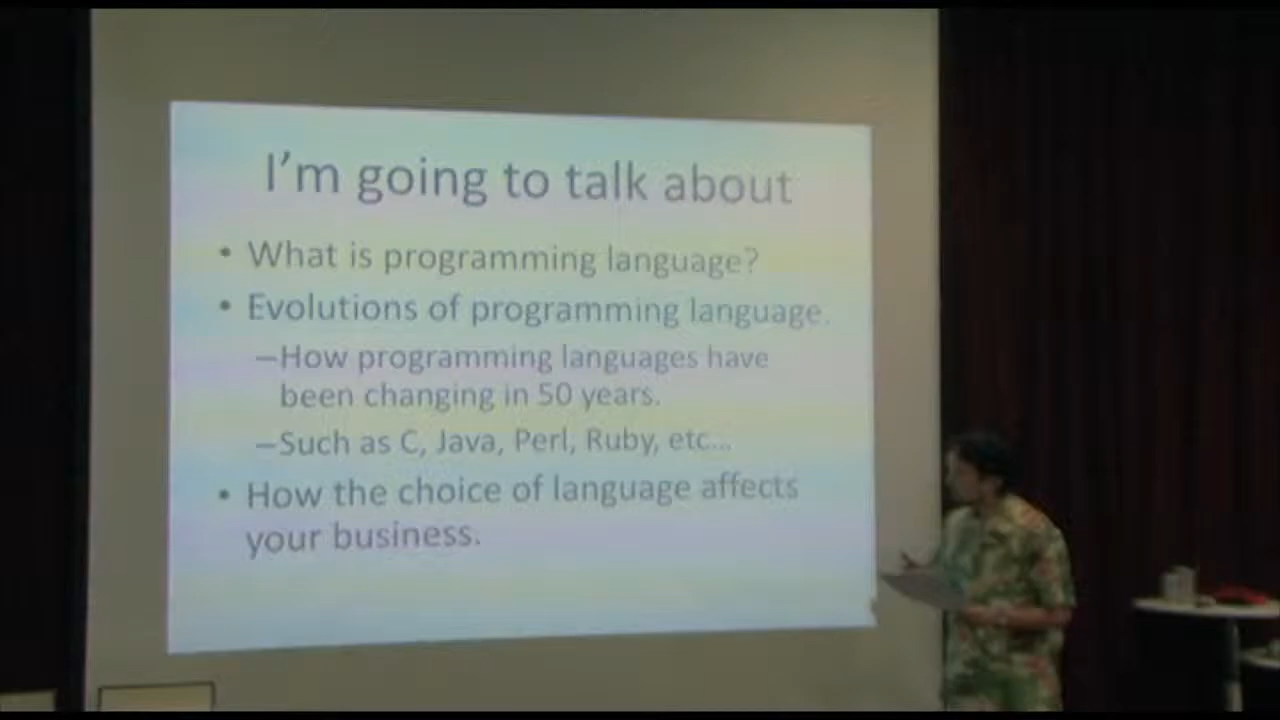 I'm going to talk about
• What is programming language?
• Evolutions of programming language.
–How programming languages have
been changing in 50 years.
–Such as C, Java, Perl, Ruby, etc...
• How the choice of language affects
your business.